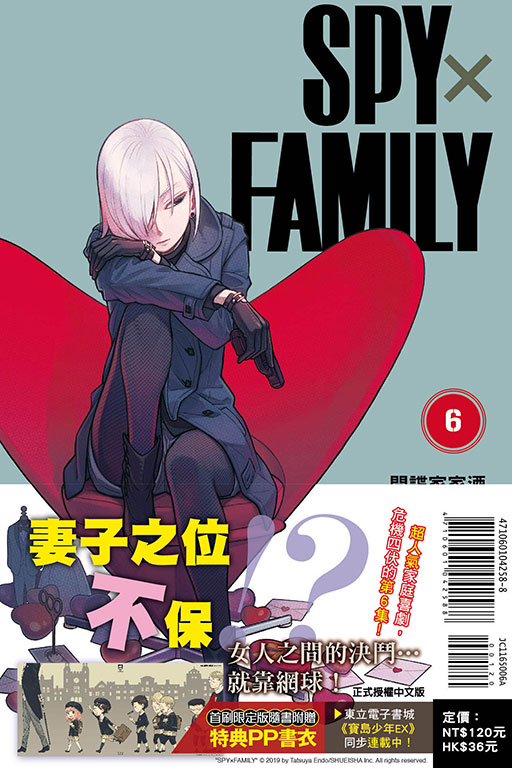 SPY×
FAMILY
6
間諜家家酒
妻子之位
不保
!?
超人氣家庭喜劇，
危機四伏的第6集！
女人之間的決鬥…
就靠網球！
正式授權中文版
首刷限定版隨書附贈
特典PP書衣
▶東立電子書城
《寶島少年EX》
同步連載中！
定價：
NT$120元
HK$36元
471060104258-8
4710601042588
JC1165006A
00120
"SPY×FAMILY" © 2019 by Tatsuya Endo/SHUEISHA Inc. All rights reserved.